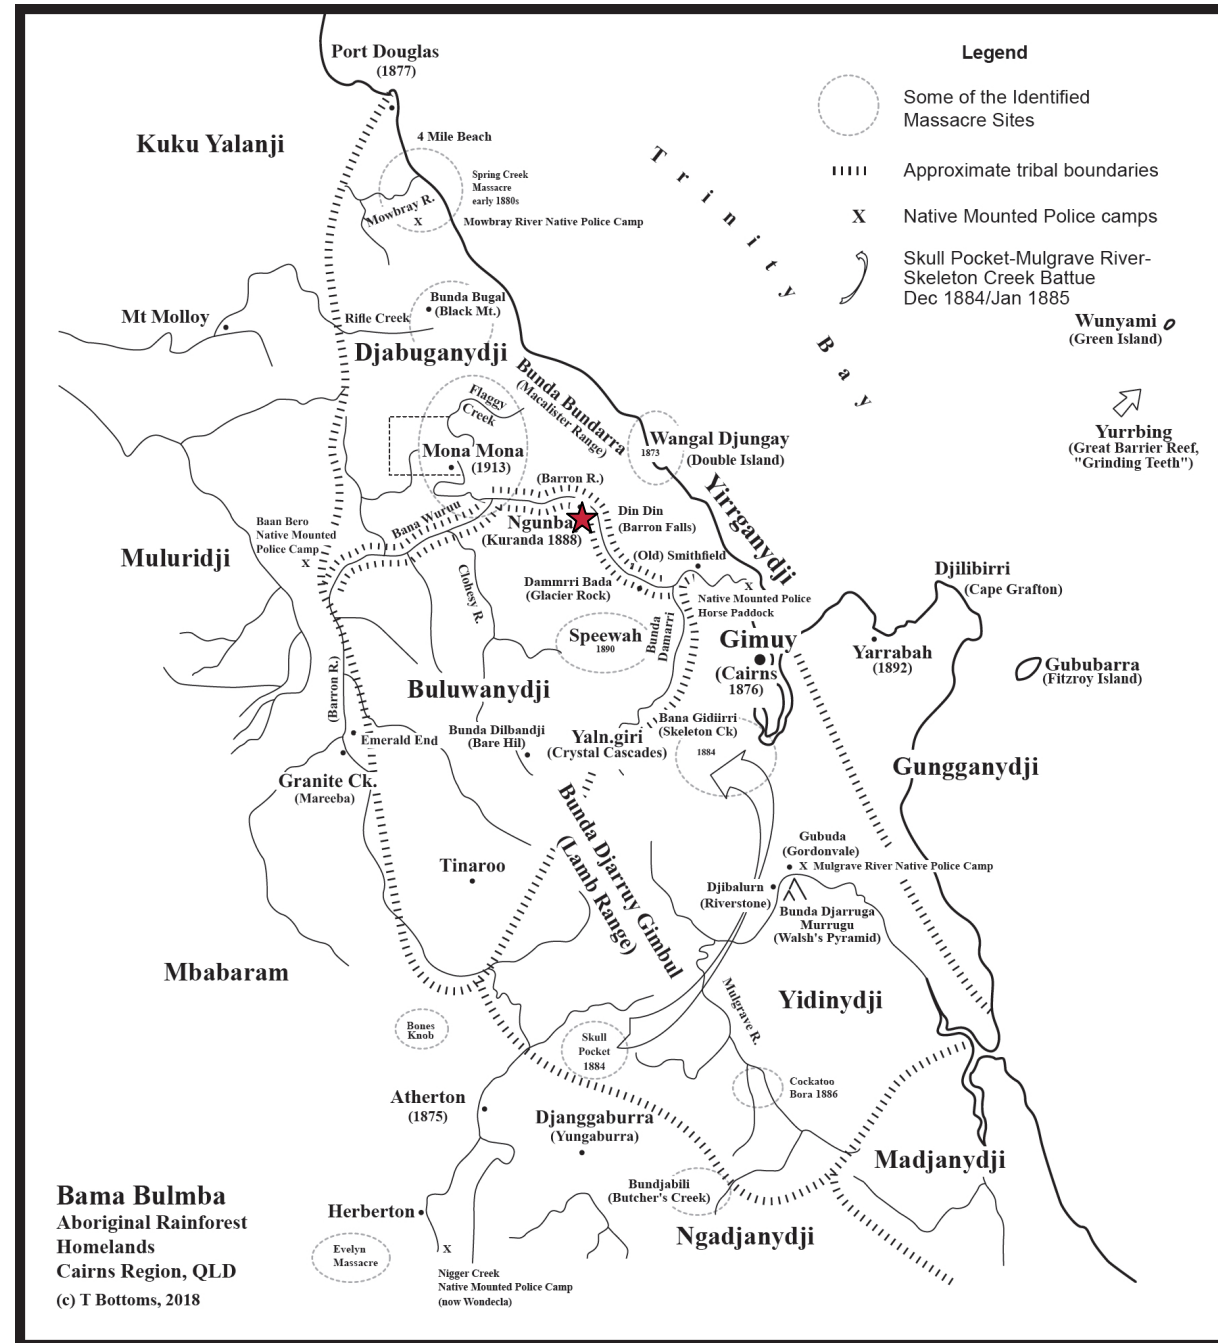 Port Douglas
(1877)
Legend
Some of the Identified
Massacre Sites
Approximate tribal boundaries
X Native Mounted Police camps
Skull Pocket-Mulgrave River-
Skeleton Creek Battue
Dec 1884/Jan 1885
Kuku Yalanji
4 Mile Beach
Spring Creek
Massacre
early 1880s
Mowbray R.
X
Mowbray River Native Police Camp
Trinity Bay
Wunyami
(Green Island)
Yurrbing
(Great Barrier Reef,
"Grinding Teeth")
Mt Molloy
Rifle Creek
Bunda Bugal
(Black Mt.)
Djabuganydji
Bunda Bundarra
(Macalister Range)
Flaggy
Creek
Mona Mona
(1913)
1873
Wangal Djungay
(Double Island)
Yirrganydji
(Barron R.)
Bana Wuruu
Ngunba
(Kuranda 1888)
Din Din
(Barron Falls)
Baan Bero
Native Mounted
Police Camp
X
Muluridji
(Old) Smithfield
Clohesy R.
Dammrri Bada
(Glacier Rock)
X
Native Mounted Police
Horse Paddock
Djilibirri
(Cape Grafton)
Speewah
1890
Bunda
Damarri
Gimuy
(Cairns
1876)
Yarrabah
(1892)
Gububarra
(Fitzroy Island)
(Barron R.)
Buluwanydji
Emerald End
Bunda Dilbandji
(Bare Hil)
Yaln.giri
(Crystal Cascades)
Bana Gidiirri
(Skeleton Ck)
1884
Granite Ck.
(Mareeba)
Gungganydji
Bunda Djarruy Gimbul
(Lamb Range)
Tinaroo
Gubuda
(Gordonvale)
X Mulgrave River Native Police Camp
Djibalurn
(Riverstone)
Bunda Djarruga
Murrugu
(Walsh's Pyramid)
Mbabaram
Yidinydji
Mulgrave R.
Bones
Knob
Skull
Pocket
1884
Cockatoo
Bora 1886
Atherton
(1875)
Djanggaburra
(Yungaburra)
Madjanydji
Bundjabili
(Butcher's Creek)
Ngadjanydji
Herberton
X
Evelyn
Massacre
Nigger Creek
Native Mounted Police Camp
(now Wondecla)
Bama Bulmba
Aboriginal Rainforest
Homelands
Cairns Region, QLD
(c) T Bottoms, 2018